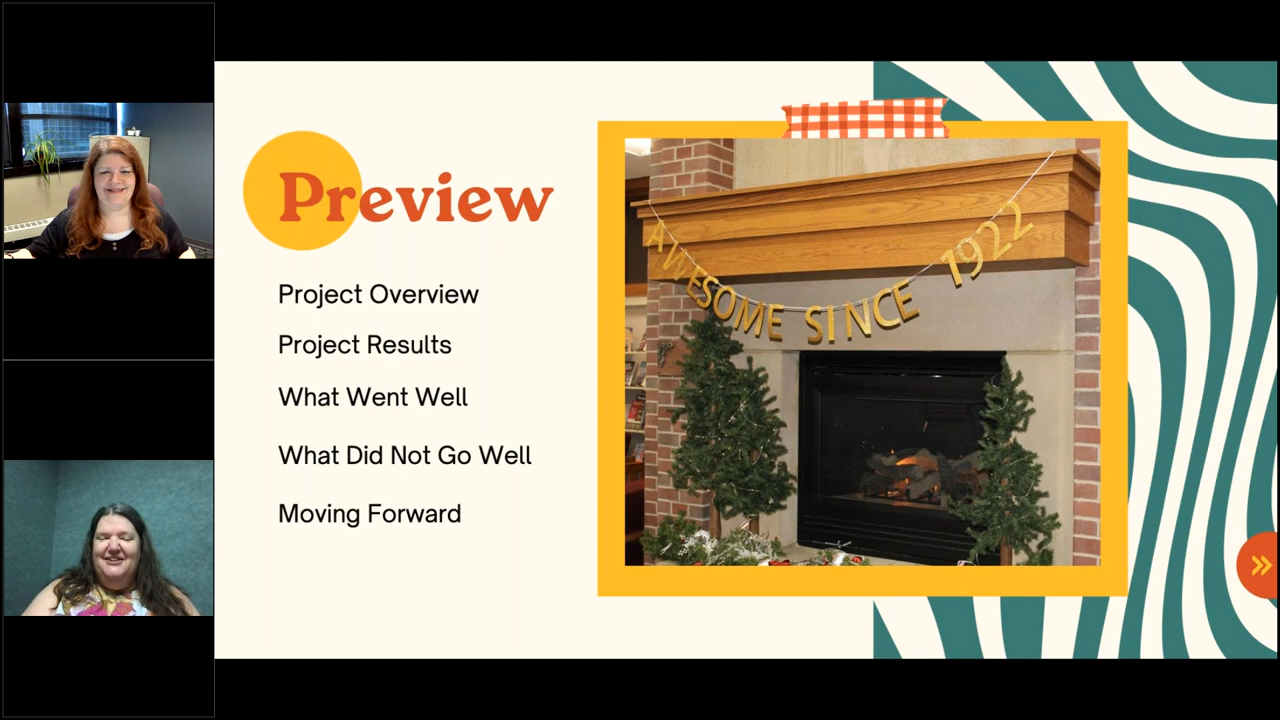 Preview
Project Overview
Project Results
What Went Well
What Did Not Go Well
Moving Forward
AWESOME SINCE 1922